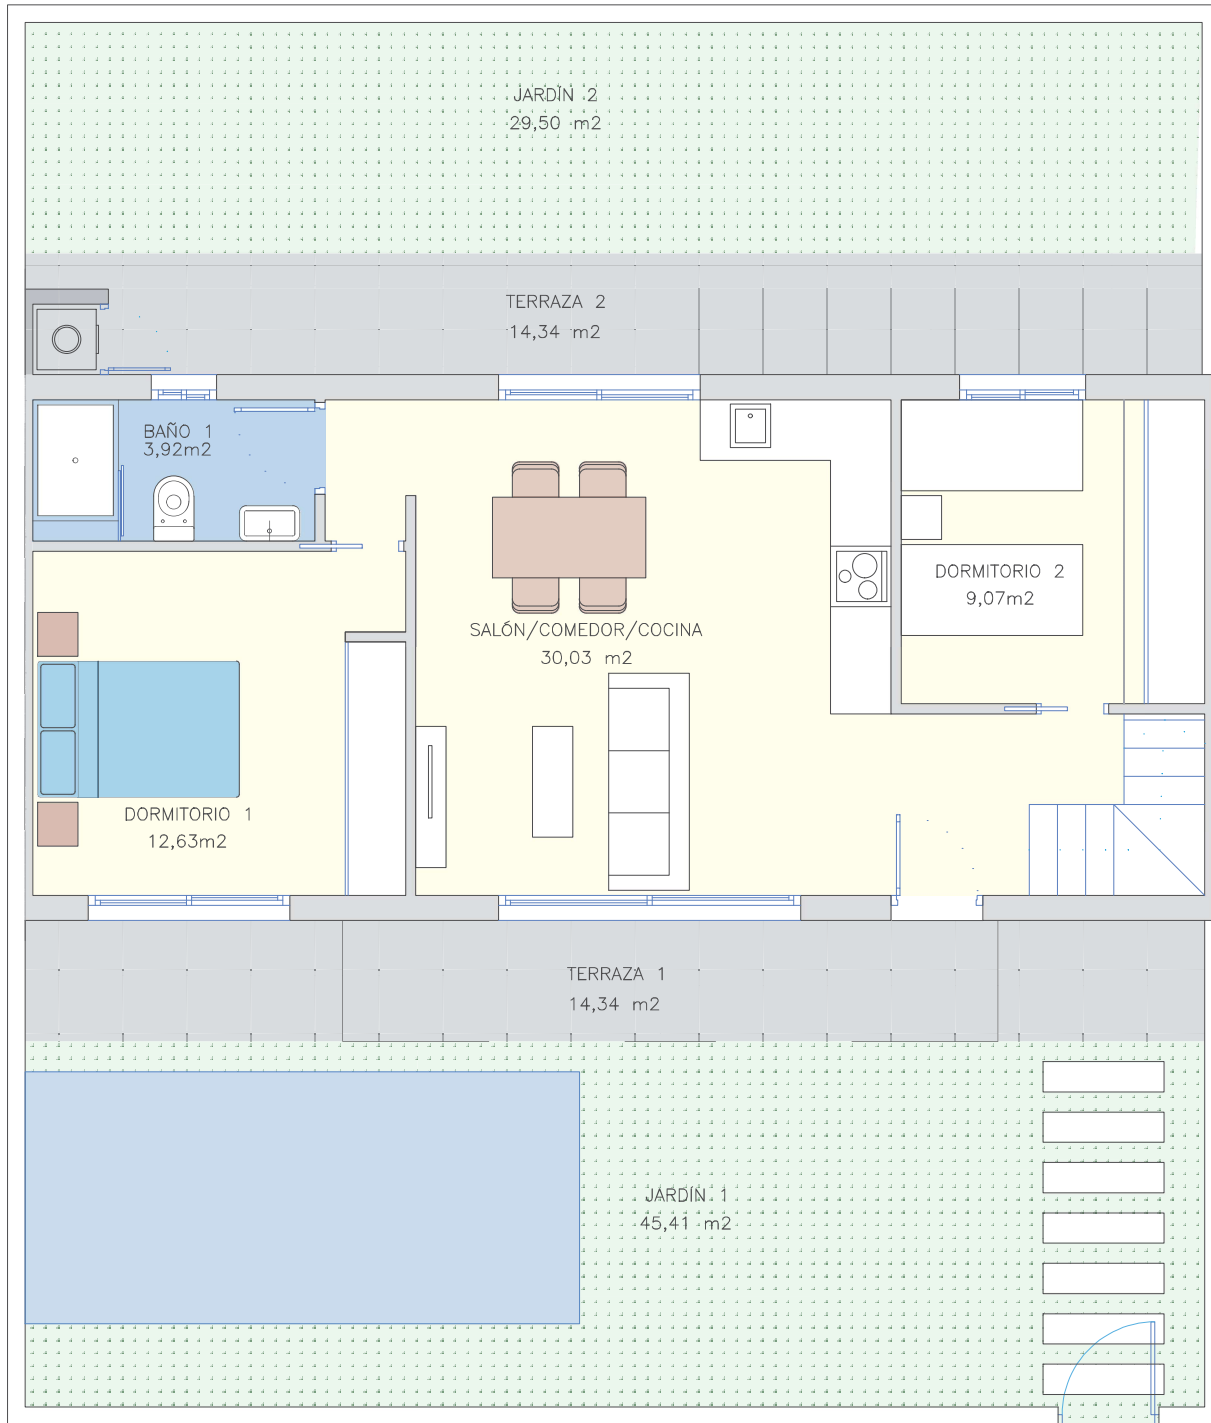 JARDÍN 2
29,50 m2
TERRAZA 2
14,34 m2
BAÑO 1
3,92m2
DORMITORIO 2
9,07m2
SALÓN/COMEDOR/COCINA
30,03 m2
DORMITORIO 1
12,63m2
TERRAZA 1
14,34 m2
JARDÍN 1
45,41 m2